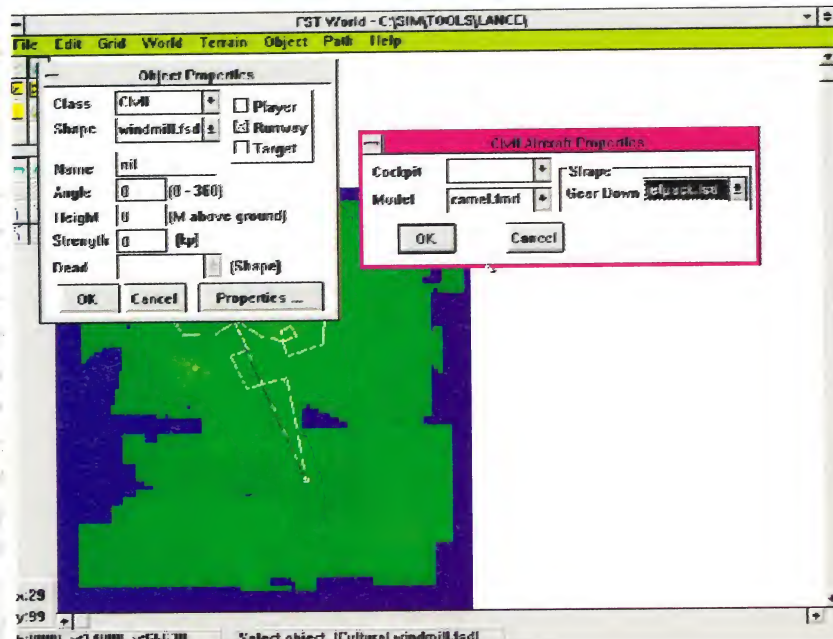 FST World - C:\SIM\TOOLS\LANCE\
File Edit Grid World Terrain Object Path Help
Object Properties
Class Civil
Shape windmill.fsd
Player
Runway
Target
Name nil
Angle 0 (0 - 360)
Height 0 (M above ground)
Strength 0 (kp)
Dead (Shape)
OK Cancel Properties ...
Civil Aircraft Properties
Cockpit
Model camel.fmd
Shape
Gear Down
OK Cancel
x:29
y:99
Select object (Cultural windmill.fsd)